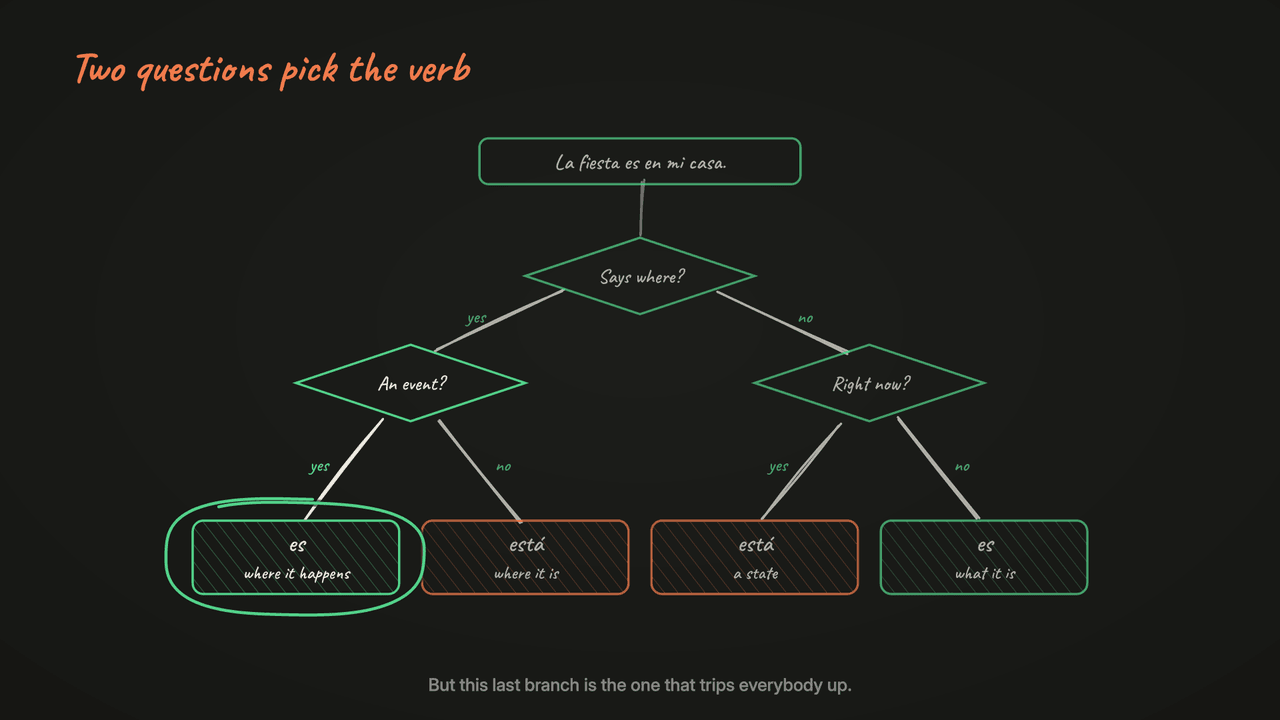 Two questions pick the verb
La fiesta es en mi casa.
Says where?
yes
no
An event?
Right now?
yes
no
yes
no
es
where it happens
está
where it is
está
a state
es
what it is
But this last branch is the one that trips everybody up.